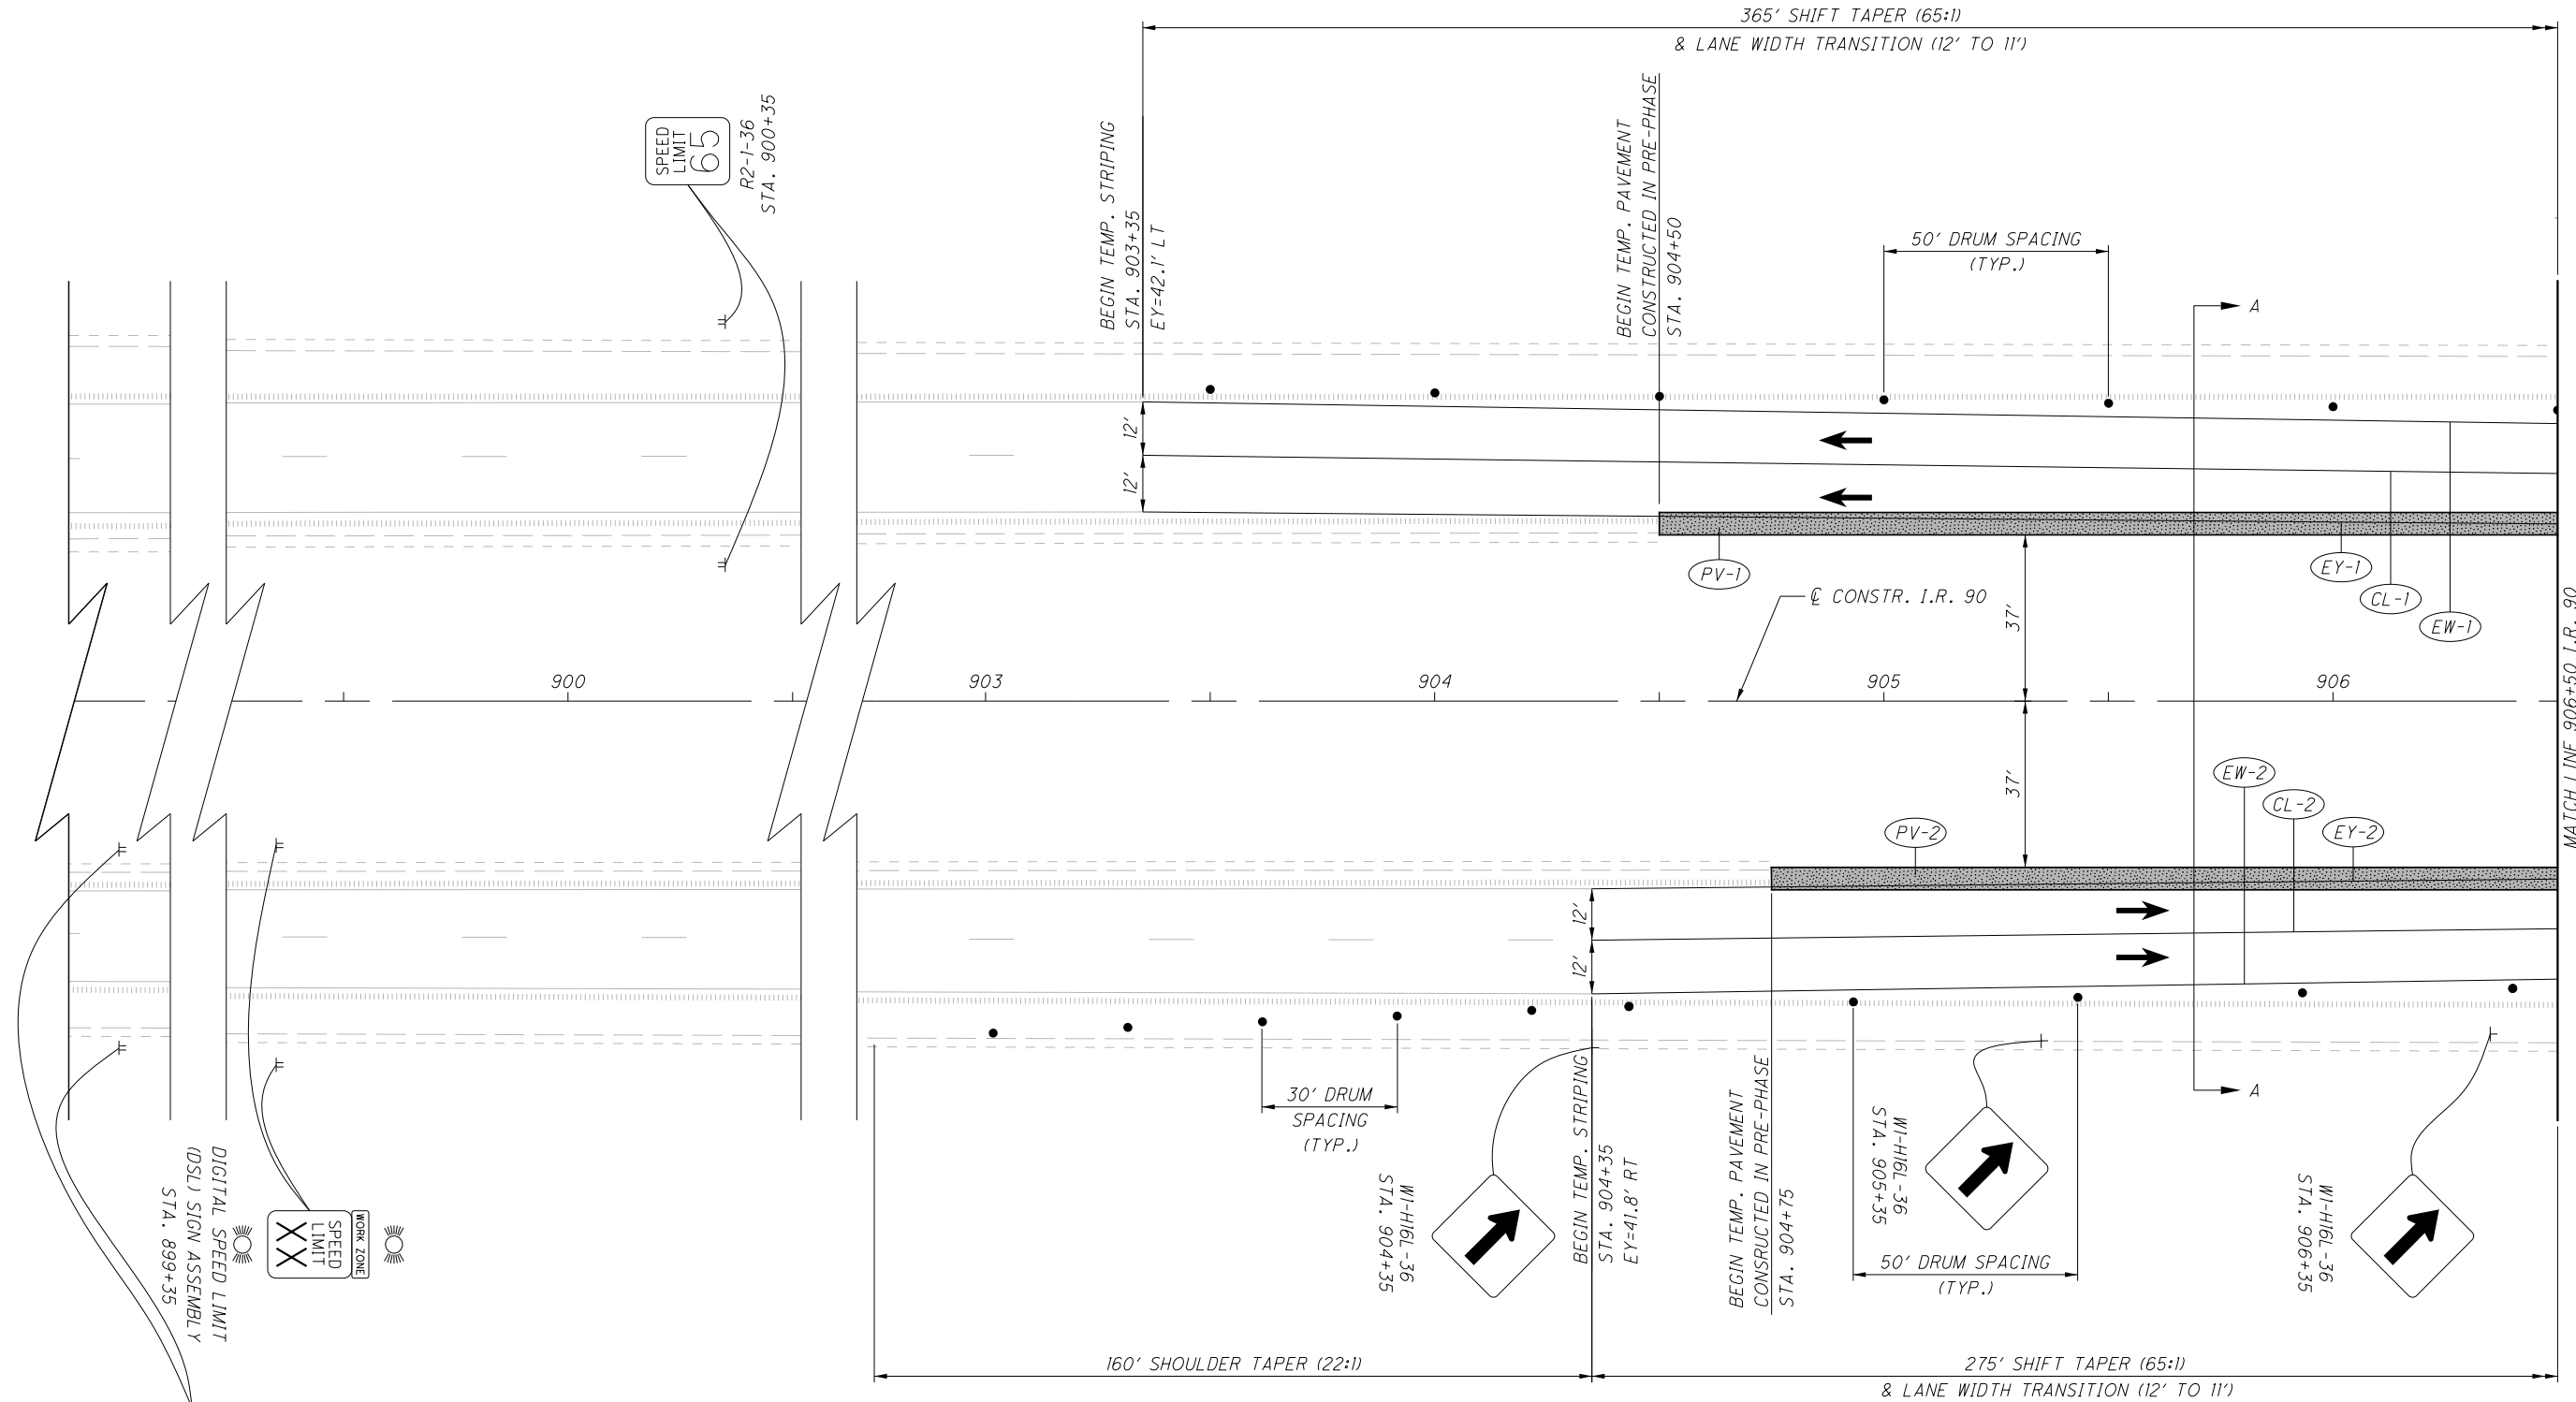 365' SHIFT TAPER (65:1)
& LANE WIDTH TRANSITION (12' TO 11')
SPEED
LIMIT
65
R2-1-36
STA. 900+35
BEGIN TEMP. STRIPING
STA. 903+35
EY=42.1' LT
BEGIN TEMP. PAVEMENT
CONSTRUCTED IN PRE-PHASE
STA. 904+50
50' DRUM SPACING
(TYP.)
A
12'
12'
PV-1
EY-1
CL-1
EW-1
℄ CONSTR. I.R. 90
37'
900
903
904
905
906
MATCH LINE 906+50 I.R. 90
37'
EW-2
CL-2
EY-2
PV-2
12'
12'
30' DRUM
SPACING
(TYP.)
A
DIGITAL SPEED LIMIT
(DSL) SIGN ASSEMBLY
STA. 899+35
WORK ZONE
SPEED
LIMIT
XX
W1-H16L-36
STA. 904+35
BEGIN TEMP. STRIPING
STA. 904+35
EY=41.8' RT
BEGIN TEMP. PAVEMENT
CONSRUCTED IN PRE-PHASE
STA. 904+75
W1-H16L-36
STA. 905+35
50' DRUM SPACING
(TYP.)
W1-H16L-36
STA. 906+35
160' SHOULDER TAPER (22:1)
275' SHIFT TAPER (65:1)
& LANE WIDTH TRANSITION (12' TO 11')